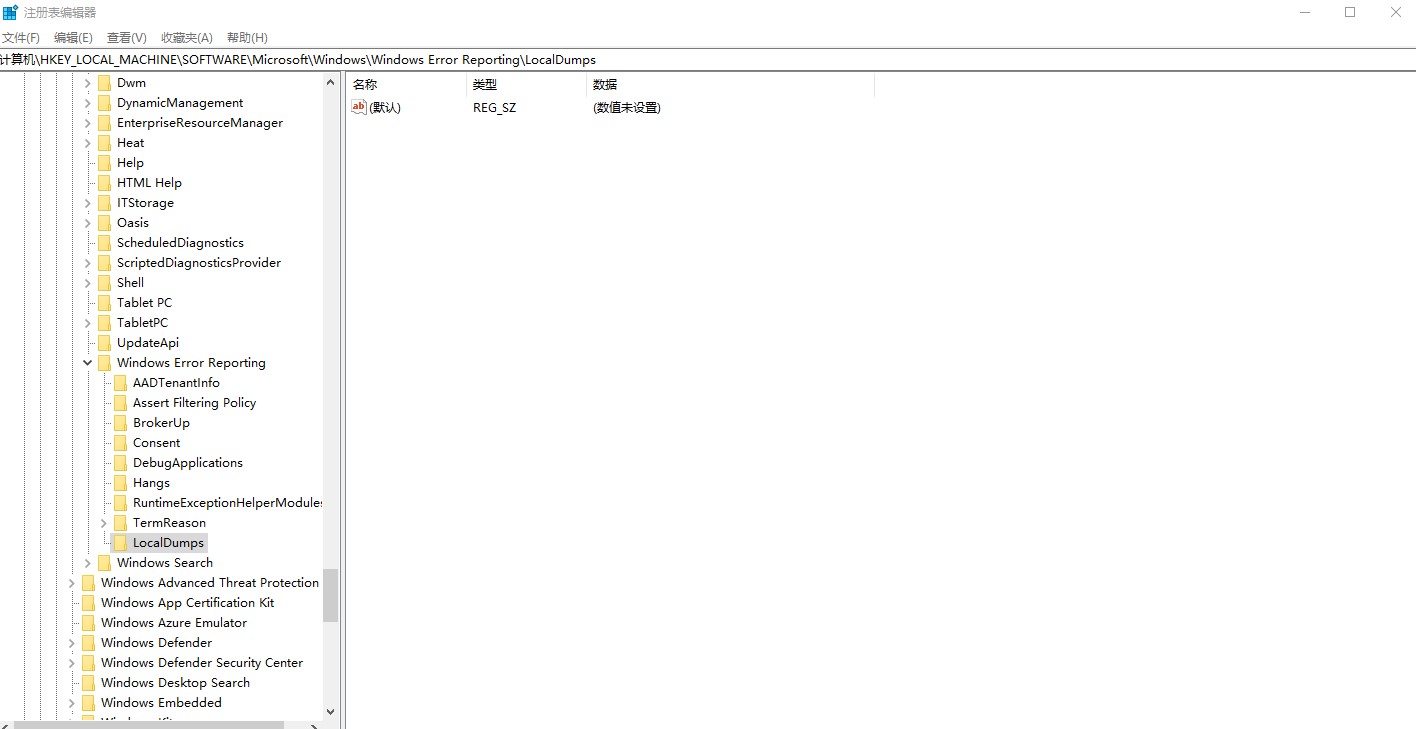 注册表编辑器
文件(F) 编辑(E) 查看(V) 收藏夹(A) 帮助(H)
计算机\HKEY_LOCAL_MACHINE\SOFTWARE\Microsoft\Windows\Windows Error Reporting\LocalDumps
Dwm
DynamicManagement
EnterpriseResourceManager
Heat
Help
HTML Help
ITStorage
Oasis
ScheduledDiagnostics
ScriptedDiagnosticsProvider
Shell
Tablet PC
TabletPC
UpdateApi
Windows Error Reporting
AADTenantInfo
Assert Filtering Policy
BrokerUp
Consent
DebugApplications
Hangs
RuntimeExceptionHelperModules
TermReason
LocalDumps
Windows Search
Windows Advanced Threat Protection
Windows App Certification Kit
Windows Azure Emulator
Windows Defender
Windows Defender Security Center
Windows Desktop Search
Windows Embedded
名称 类型 数据
ab (默认) REG_SZ (数值未设置)